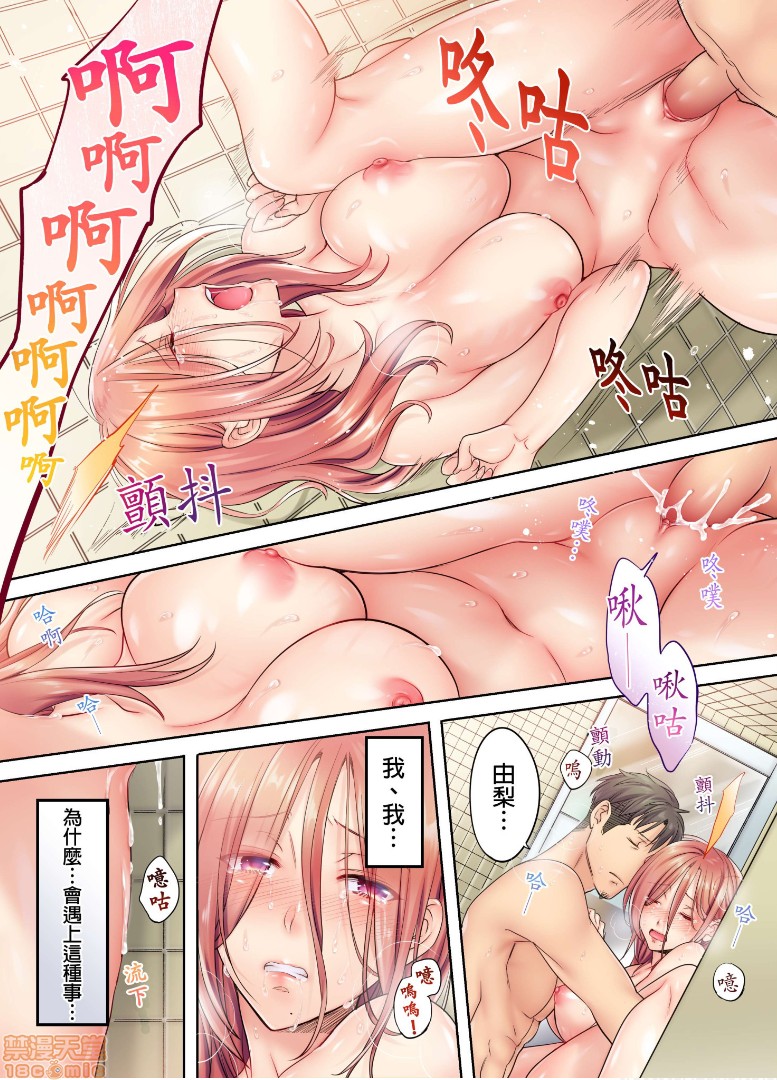 咚咕
啊啊啊啊啊啊啊
咚咕
顫抖
咚噗…
咚噗
啾—
啾咕
哈啊
哈—
由梨…
顫動
嗚
顫抖
哈—
哈—
噫
我、我…
噫嗚嗚！
噫咕
流下
為什麼…會遇上這種事…
禁漫天堂
18comic